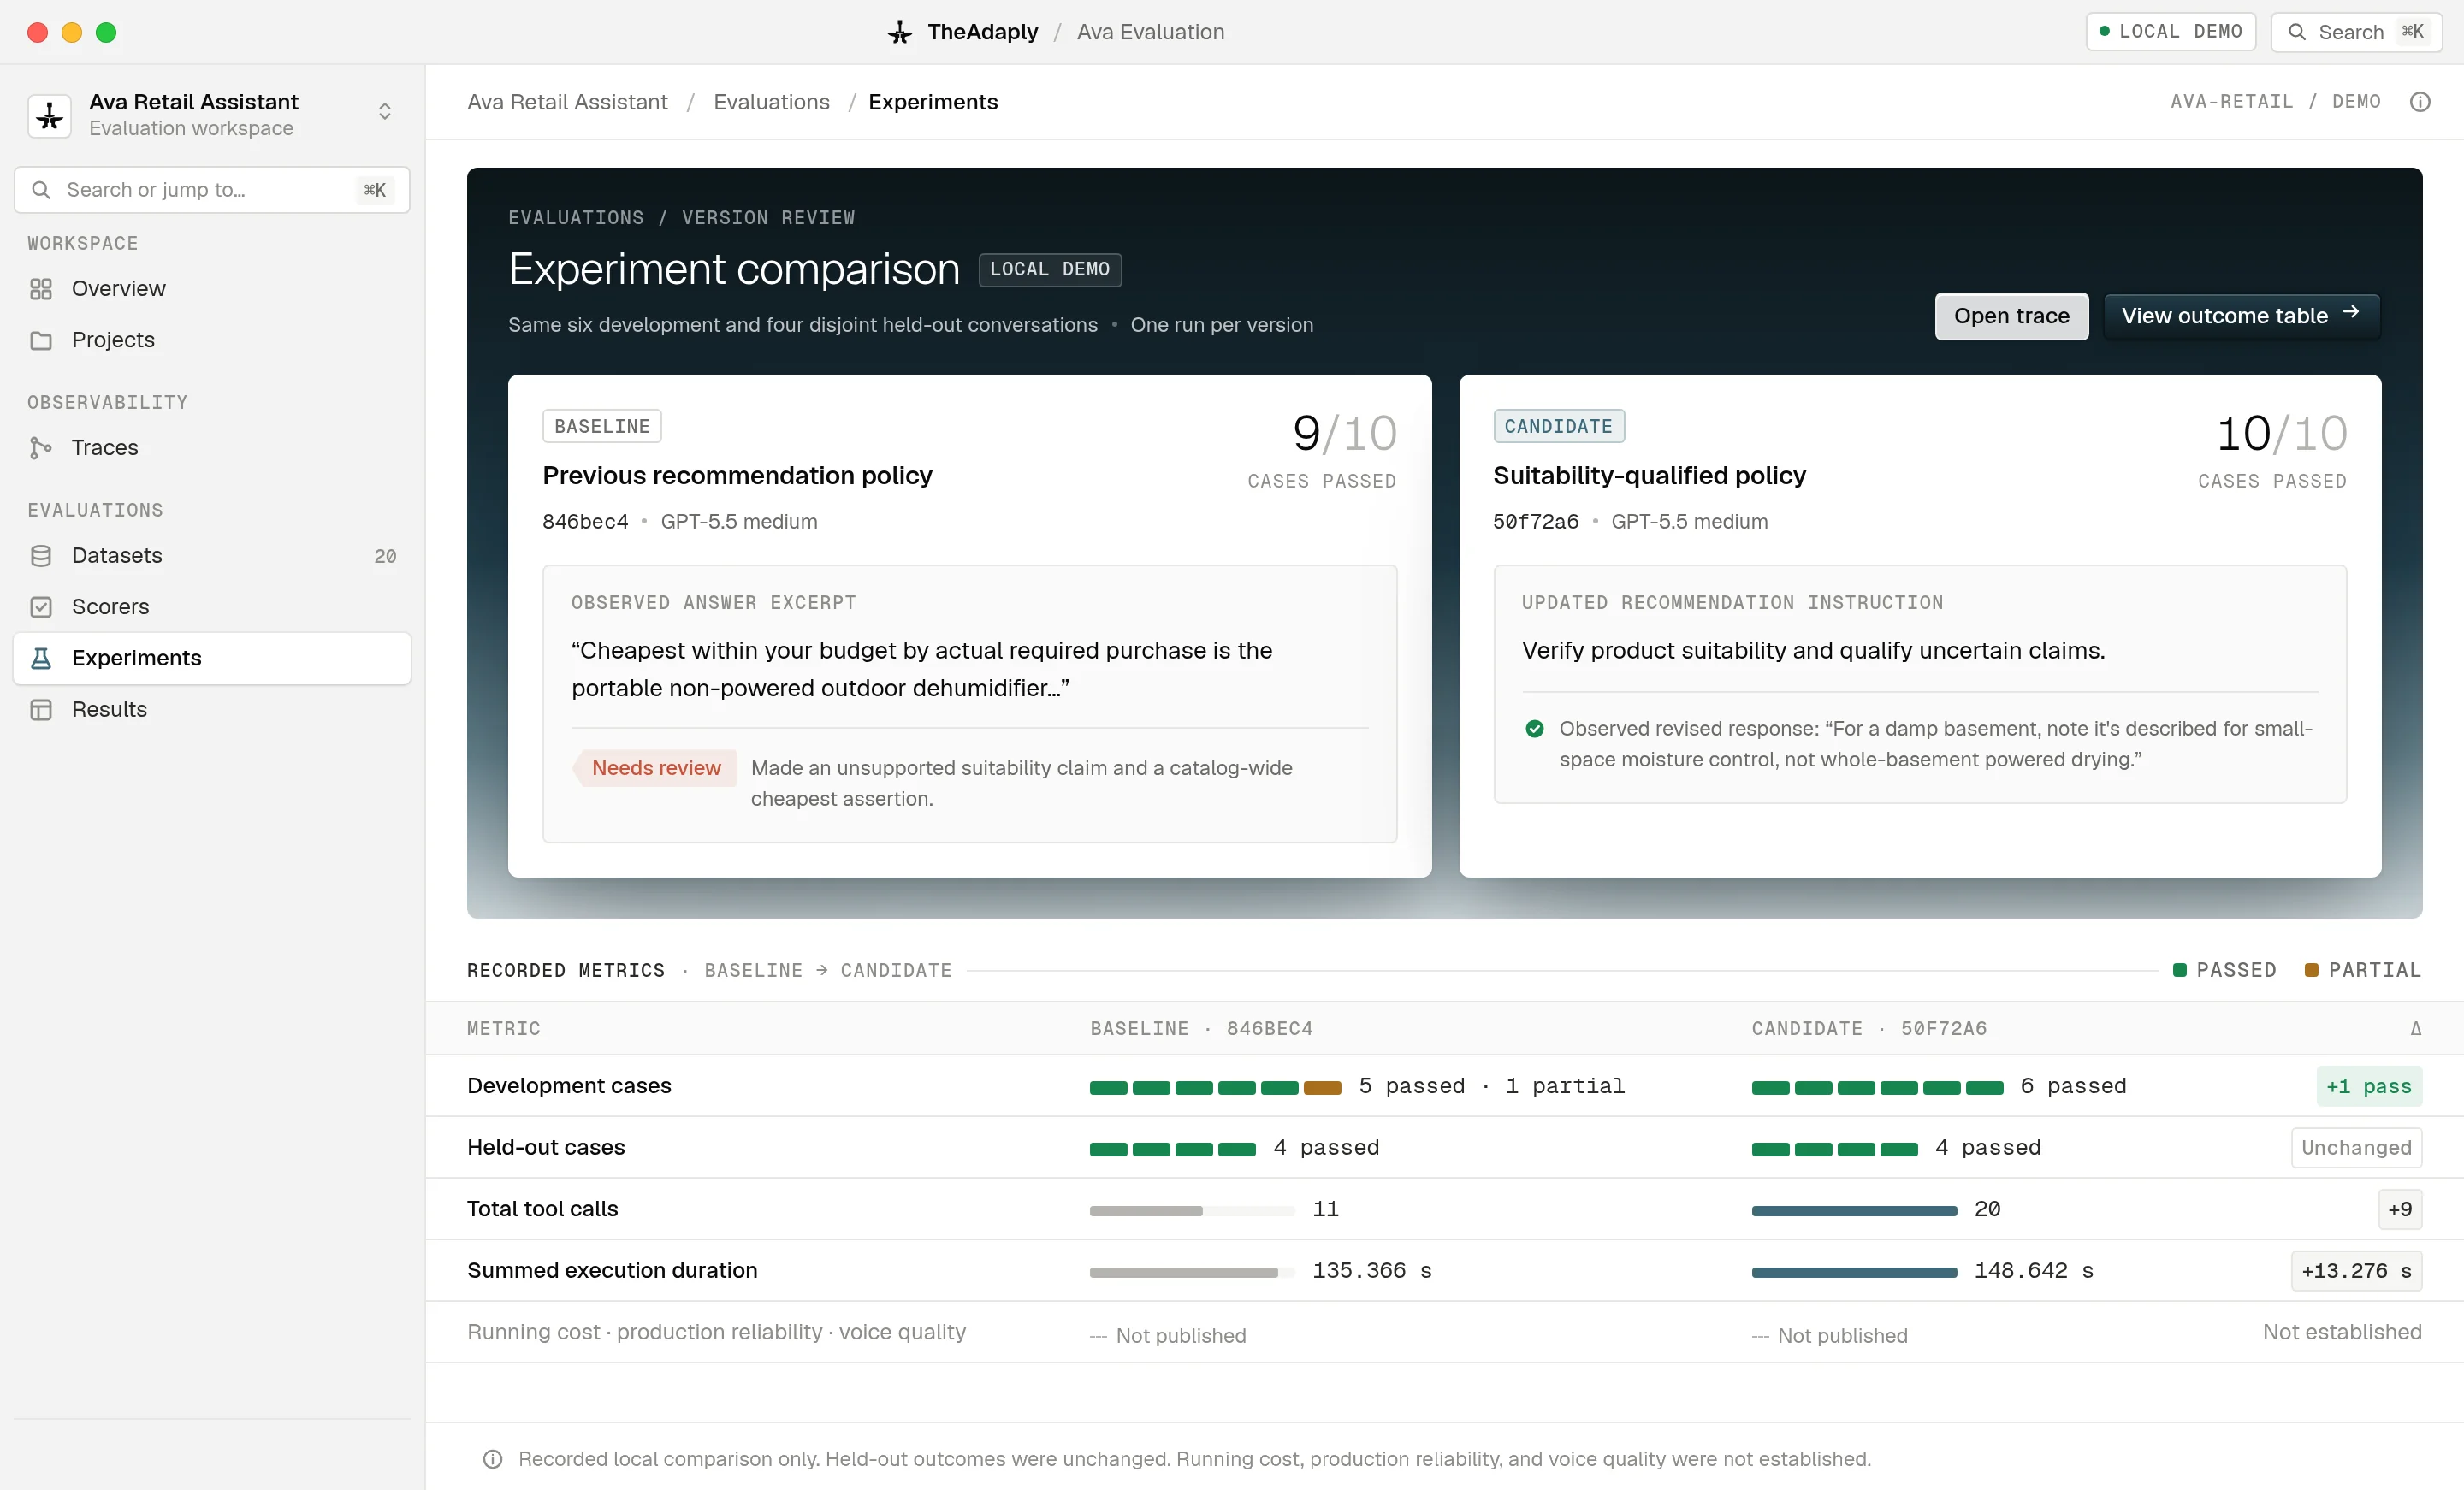 TheAdaply / Ava Evaluation
LOCAL DEMO
Search ⌘K
Ava Retail Assistant
Evaluation workspace
Search or jump to… ⌘K
WORKSPACE
Overview
Projects
OBSERVABILITY
Traces
EVALUATIONS
Datasets 20
Scorers
Experiments
Results
Ava Retail Assistant / Evaluations / Experiments
AVA-RETAIL / DEMO
EVALUATIONS / VERSION REVIEW
Experiment comparison LOCAL DEMO
Same six development and four disjoint held-out conversations • One run per version
Open trace
View outcome table →
BASELINE
9/10
CASES PASSED
Previous recommendation policy
846bec4 • GPT-5.5 medium
OBSERVED ANSWER EXCERPT
“Cheapest within your budget by actual required purchase is the
portable non-powered outdoor dehumidifier…”
Needs review
Made an unsupported suitability claim and a catalog-wide
cheapest assertion.
CANDIDATE
10/10
CASES PASSED
Suitability-qualified policy
50f72a6 • GPT-5.5 medium
UPDATED RECOMMENDATION INSTRUCTION
Verify product suitability and qualify uncertain claims.
Observed revised response: “For a damp basement, note it's described for small-
space moisture control, not whole-basement powered drying.”
RECORDED METRICS · BASELINE → CANDIDATE
PASSED PARTIAL
METRIC BASELINE · 846BEC4 CANDIDATE · 50F72A6 Δ
Development cases 5 passed · 1 partial 6 passed +1 pass
Held-out cases 4 passed 4 passed Unchanged
Total tool calls 11 20 +9
Summed execution duration 135.366 s 148.642 s +13.276 s
Running cost · production reliability · voice quality --- Not published --- Not published Not established
Recorded local comparison only. Held-out outcomes were unchanged. Running cost, production reliability, and voice quality were not established.